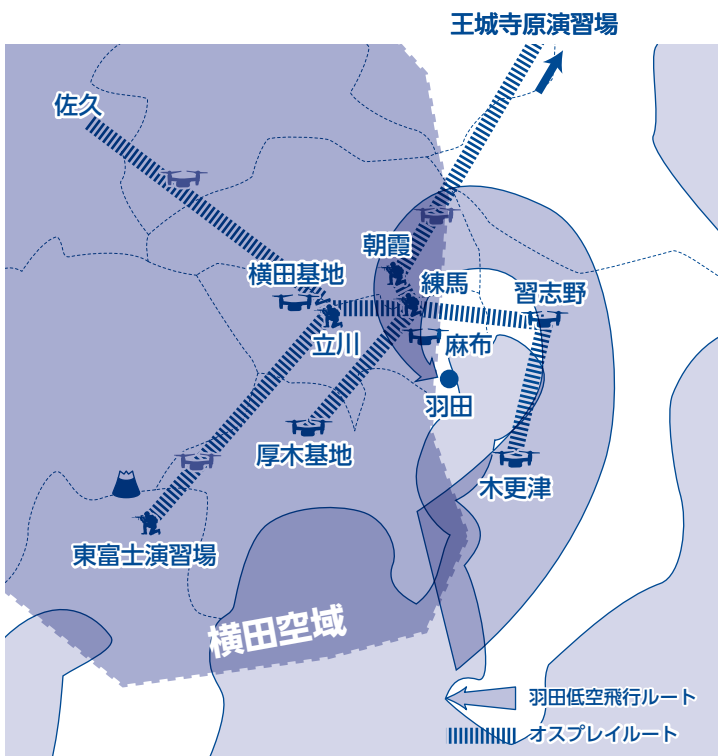 王城寺原演習場
佐久
朝霞
横田基地
練馬
習志野
立川
麻布
羽田
厚木基地
木更津
東富士演習場
横田空域
羽田低空飛行ルート
オスプレイルート